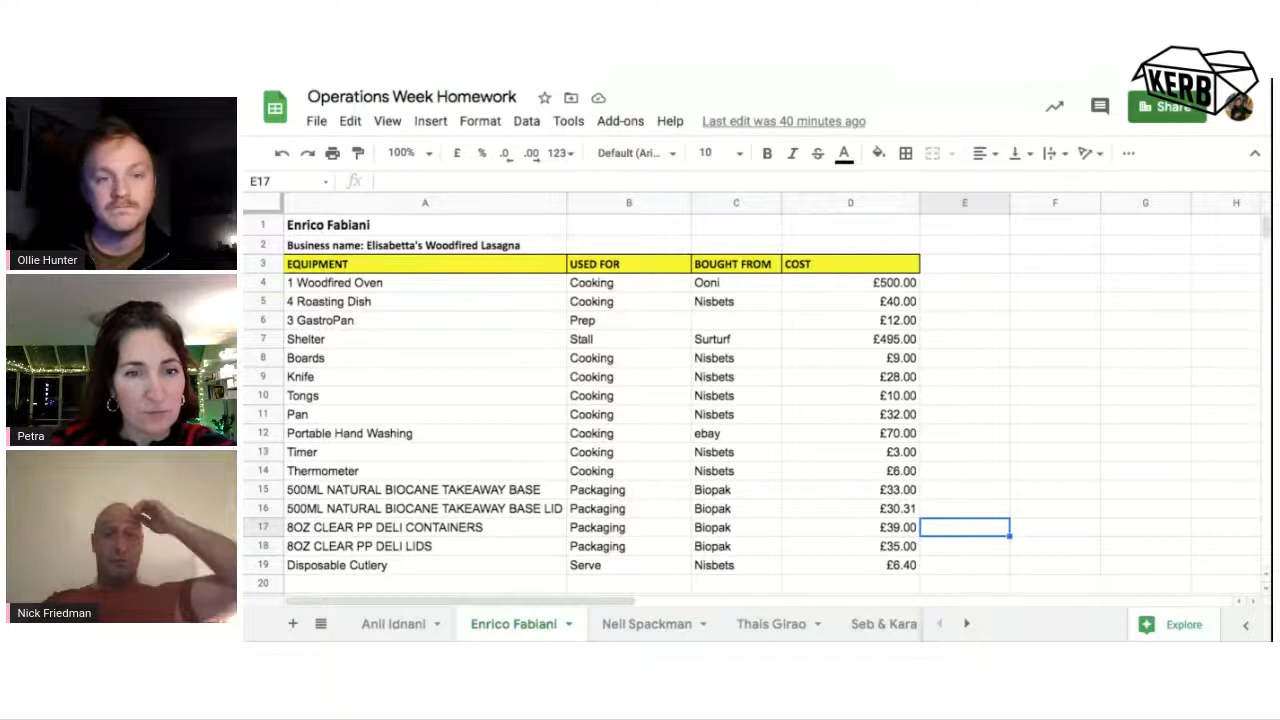 KERB
Operations Week Homework
Share
File Edit View Insert Format Data Tools Add-ons Help Last edit was 40 minutes ago
100% £ % .0 .00 123 Default (Ari... 10 B I S A
E17 fx
A B C D E F G H
1 Enrico Fabiani
2 Business name: Elisabetta's Woodfired Lasagna
3 EQUIPMENT USED FOR BOUGHT FROM COST
4 1 Woodfired Oven Cooking Ooni £500.00
5 4 Roasting Dish Cooking Nisbets £40.00
6 3 GastroPan Prep £12.00
7 Shelter Stall Surturf £495.00
8 Boards Cooking Nisbets £9.00
9 Knife Cooking Nisbets £28.00
10 Tongs Cooking Nisbets £10.00
11 Pan Cooking Nisbets £32.00
12 Portable Hand Washing Cooking ebay £70.00
13 Timer Cooking Nisbets £3.00
14 Thermometer Cooking Nisbets £6.00
15 500ML NATURAL BIOCANE TAKEAWAY BASE Packaging Biopak £33.00
16 500ML NATURAL BIOCANE TAKEAWAY BASE LID Packaging Biopak £30.31
17 8OZ CLEAR PP DELI CONTAINERS Packaging Biopak £39.00
18 8OZ CLEAR PP DELI LIDS Packaging Biopak £35.00
19 Disposable Cutlery Serve Nisbets £6.40
20
Anil Idnani Enrico Fabiani Neil Spackman Thais Girao Seb & Kara
Explore
Ollie Hunter
Petra
Nick Friedman